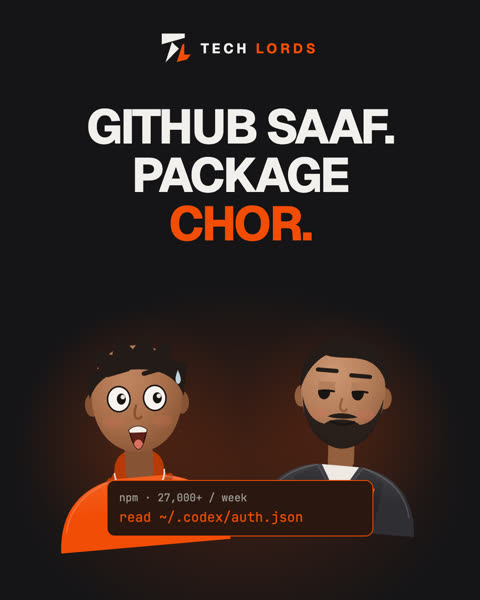 TECH LORDS
GITHUB SAAF.
PACKAGE
CHOR.
npm · 27,000+ / week
read ~/.codex/auth.json